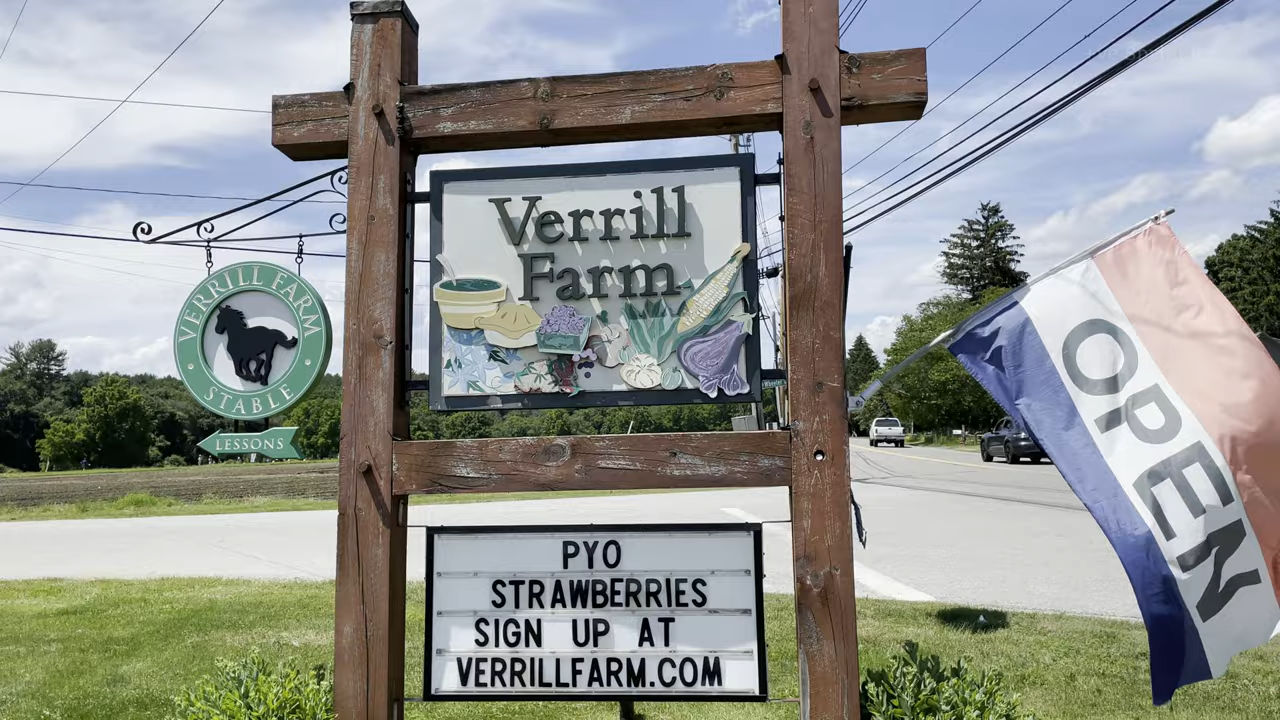 Verrill
Farm
VERRILL FARM
STABLE
LESSONS
OPEN
PYO
STRAWBERRIES
SIGN UP AT
VERRILLFARM.COM